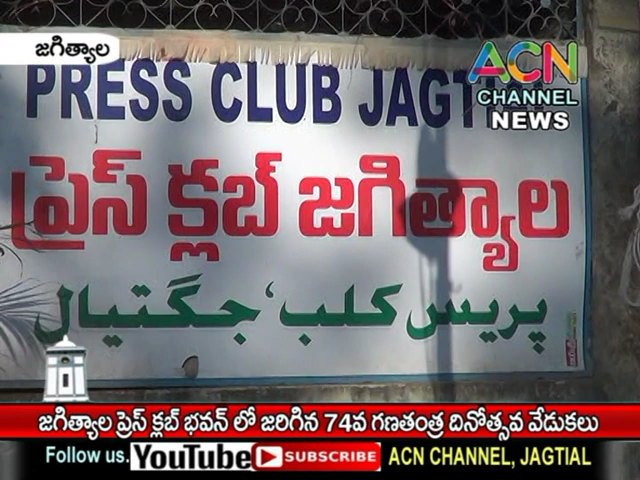 జగిత్యాల
ACN
CHANNEL
NEWS
PRESS CLUB JAGTI
ప్రెస్ క్లబ్ జగిత్యాల
پریس کلب‘ جگتیال
జగిత్యాల ప్రెస్ క్లబ్ భవన్ లో జరిగిన 74వ గణతంత్ర దినోత్సవ వేడుకలు
Follow us. YouTube SUBSCRIBE ACN CHANNEL, JAGTIAL